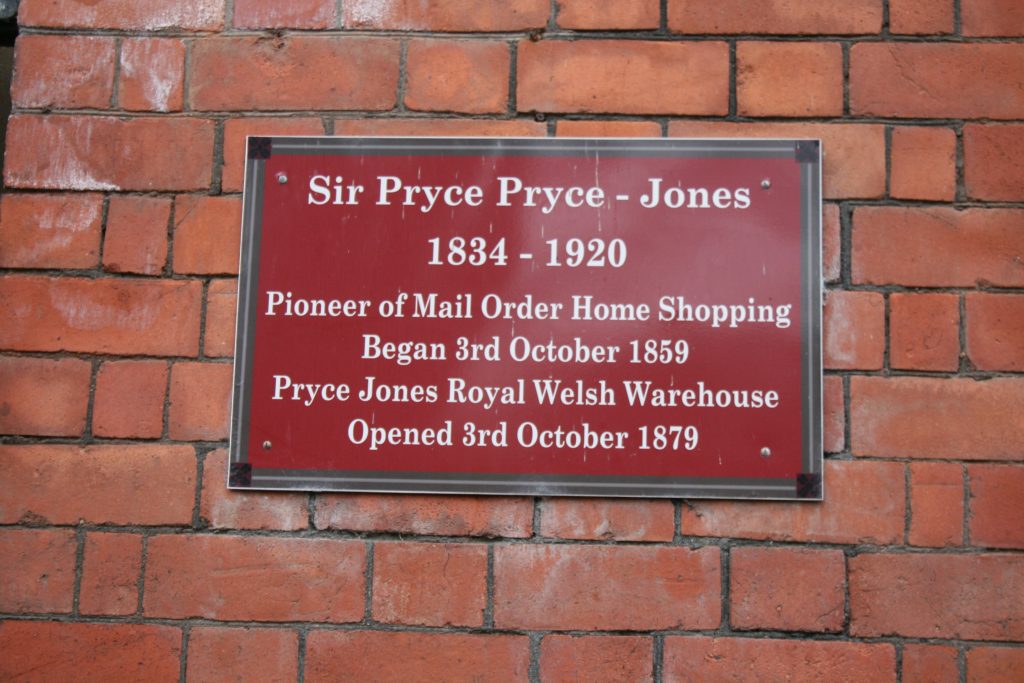 Sir Pryce Pryce - Jones
1834 - 1920
Pioneer of Mail Order Home Shopping
Began 3rd October 1859
Pryce Jones Royal Welsh Warehouse
Opened 3rd October 1879